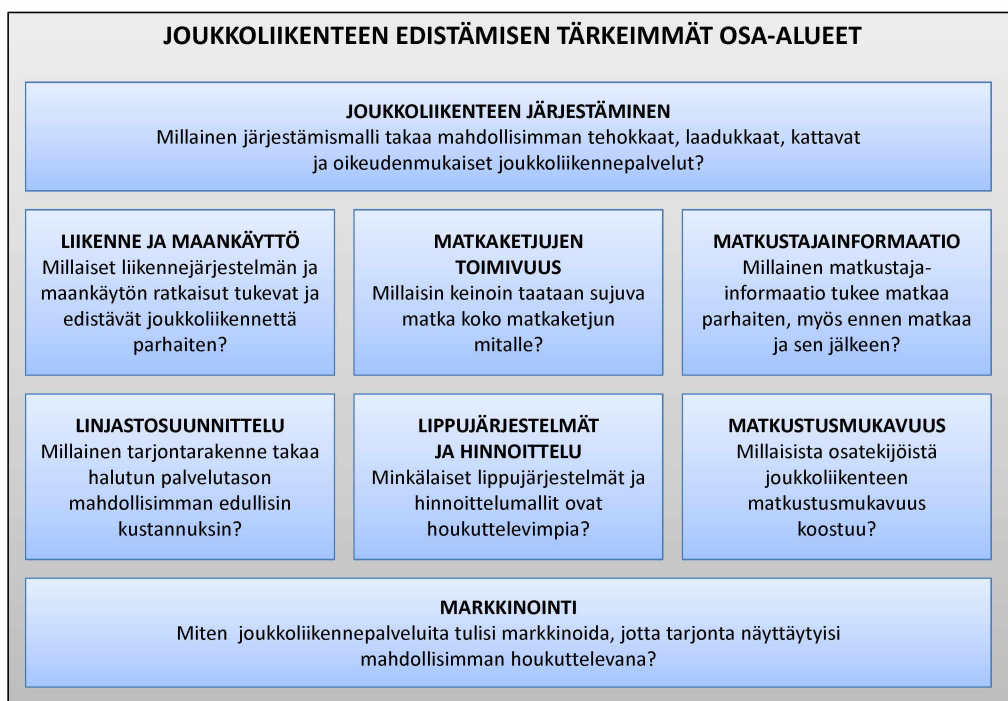 JOUKKOLIIKENTEEN EDISTÄMISEN TÄRKEIMMÄT OSA-ALUEET
JOUKKOLIIKENTEEN JÄRJESTÄMINEN
Millainen järjestämismalli takaa mahdollisimman tehokkaat, laadukkaat, kattavat
ja oikeudenmukaiset joukkoliikennepalvelut?
LIIKENNE JA MAANKÄYTTÖ
Millaiset liikennejärjestelmän ja
maankäytön ratkaisut tukevat ja
edistävät joukkoliikennettä
parhaiten?
MATKAKETJUJEN
TOIMIVUUS
Millaisin keinoin taataan sujuva
matka koko matkaketjun
mitalle?
MATKUSTAJAINFORMAATIO
Millainen matkustaja-
informaatio tukee matkaa
parhaiten, myös ennen matkaa
ja sen jälkeen?
LINJASTOSUUNNITTELU
Millainen tarjontarakenne takaa
halutun palvelutason
mahdollisimman edullisin
kustannuksin?
LIPPUJÄRJESTELMÄT
JA HINNOITTELU
Minkälaiset lippujärjestelmät ja
hinnoittelumallit ovat
houkuttelevimpia?
MATKUSTUSMUKAVUUS
Millaisista osatekijöistä
joukkoliikenteen
matkustusmukavuus
koostuu?
MARKKINOINTI
Miten joukkoliikennepalveluita tulisi markkinoida, jotta tarjonta näyttäytyisi
mahdollisimman houkuttelevana?